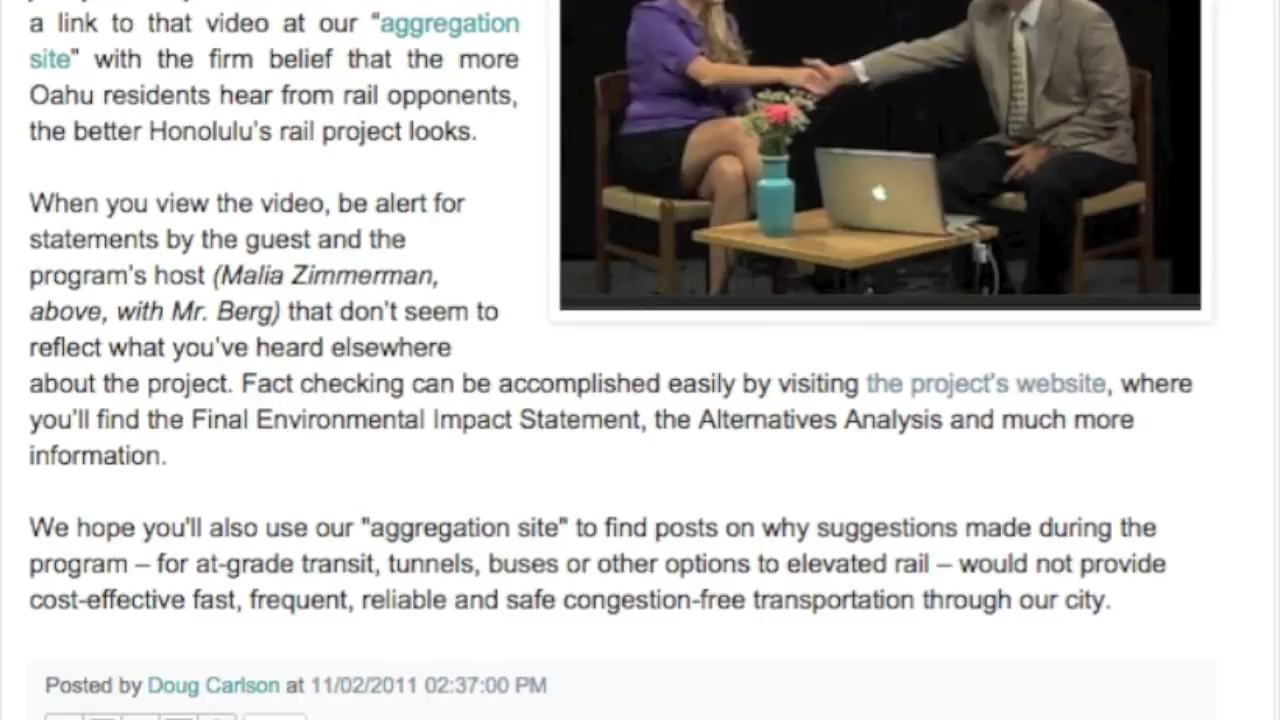 a link to that video at our "aggregation
site" with the firm belief that the more
Oahu residents hear from rail opponents,
the better Honolulu's rail project looks.
When you view the video, be alert for
statements by the guest and the
program's host (Malia Zimmerman,
above, with Mr. Berg) that don't seem to
reflect what you've heard elsewhere
about the project. Fact checking can be accomplished easily by visiting the project's website, where
you'll find the Final Environmental Impact Statement, the Alternatives Analysis and much more
information.
We hope you'll also use our "aggregation site" to find posts on why suggestions made during the
program – for at-grade transit, tunnels, buses or other options to elevated rail – would not provide
cost-effective fast, frequent, reliable and safe congestion-free transportation through our city.
Posted by Doug Carlson at 11/02/2011 02:37:00 PM